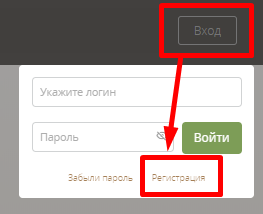 Вход
Укажите логин
Пароль
Войти
Забыли пароль
Регистрация